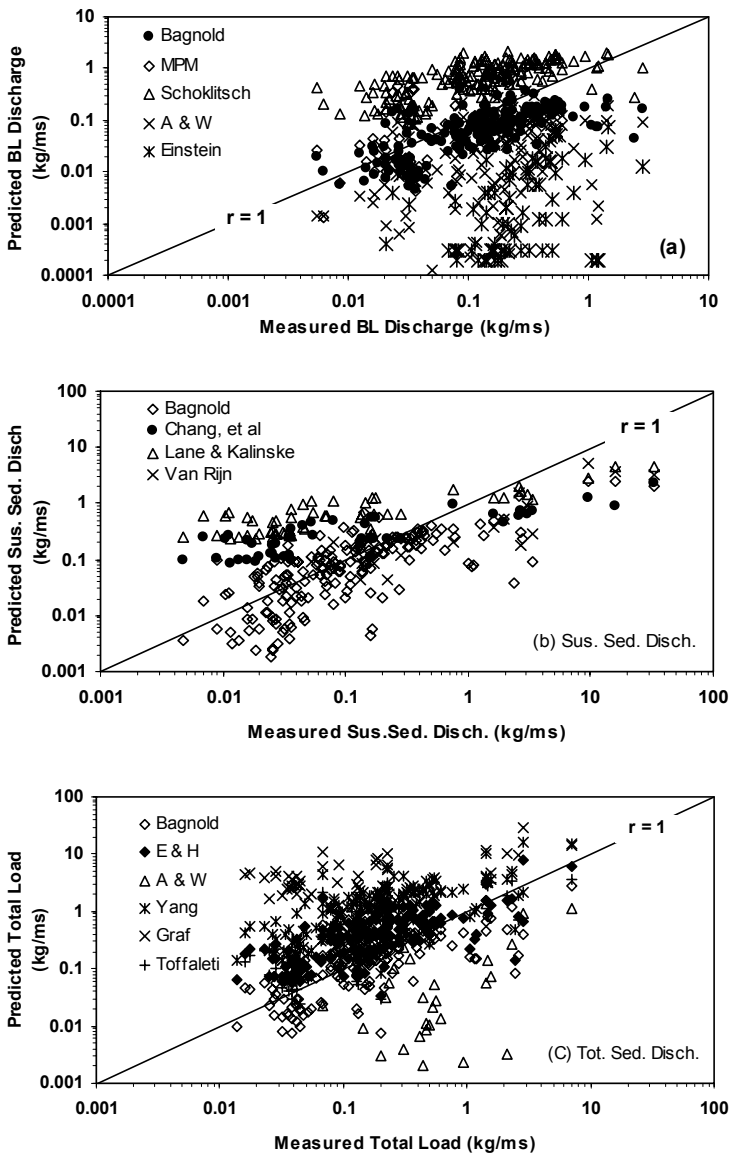 Predicted BL Discharge
(kg/ms)
10
1
0.1
0.01
0.001
0.0001
Bagnold
MPM
Schoklitsch
A & W
Einstein
r = 1
(a)
0.0001
0.001
0.01
0.1
1
10
Measured BL Discharge (kg/ms)
Predicted Sus. Sed. Disch
(kg/ms)
100
10
1
0.1
0.01
0.001
Bagnold
Chang, et al
Lane & Kalinske
Van Rijn
r = 1
(b) Sus. Sed. Disch.
0.001
0.01
0.1
1
10
100
Measured Sus.Sed. Disch. (kg/ms)
Predicted Total Load
(kg/ms)
100
10
1
0.1
0.01
0.001
Bagnold
E & H
A & W
Yang
Graf
Toffaleti
r = 1
(C) Tot. Sed. Disch.
0.001
0.01
0.1
1
10
100
Measured Total Load (kg/ms)